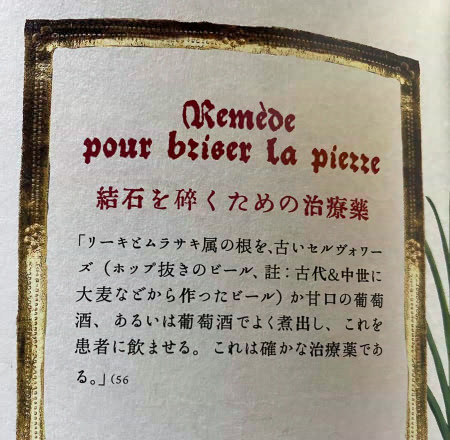 Remède
pour briser la pierre
結石を砕くための治療薬
「リーキとムラサキ属の根を、古いセルヴォワー
ズ（ホップ抜きのビール、註：古代&中世に
大麦などから作ったビール）か甘口の葡萄
酒、あるいは葡萄酒でよく煮出し、これを
患者に飲ませる。これは確かな治療薬であ
る。」(56